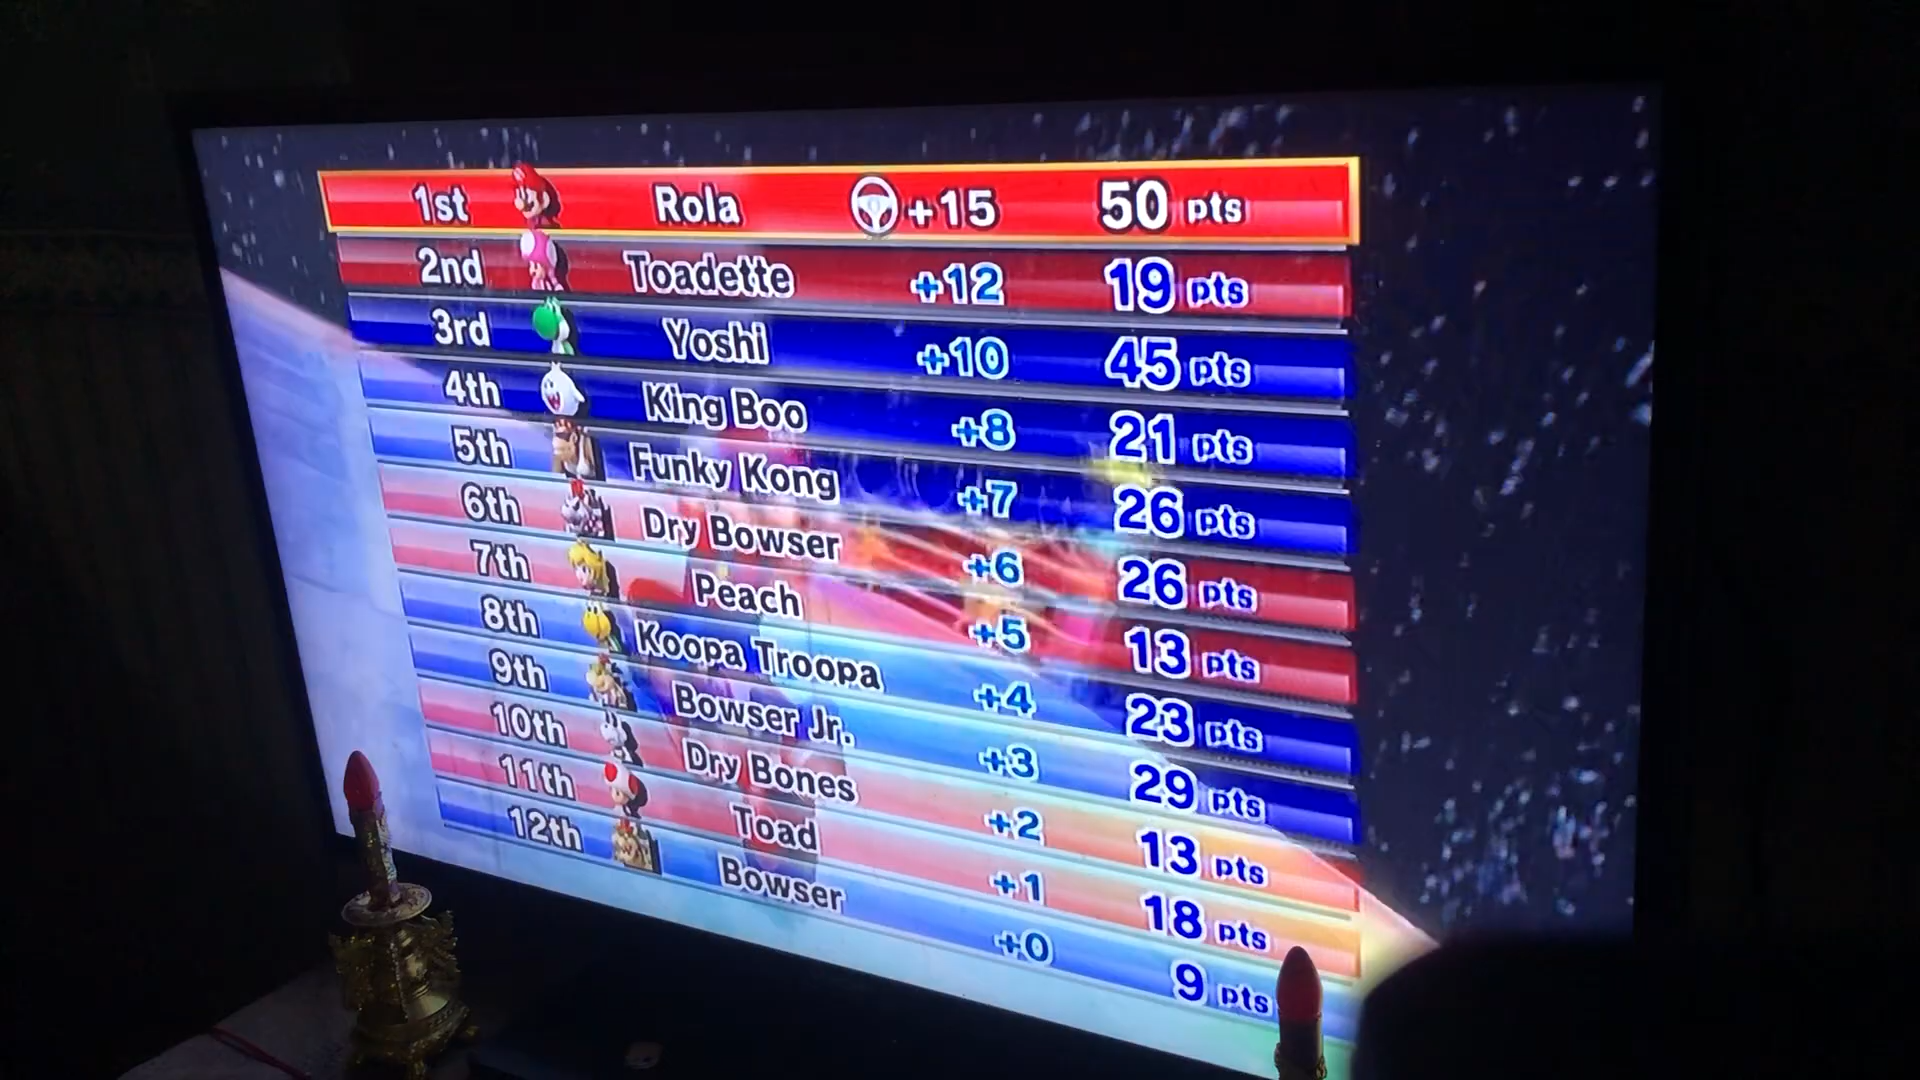 1st Rola +15 50 pts
2nd Toadette +12 19 pts
3rd Yoshi +10 45 pts
4th King Boo +8 21 pts
5th Funky Kong +7 26 pts
6th Dry Bowser +6 26 pts
7th Peach +5 13 pts
8th Koopa Troopa +4 23 pts
9th Bowser Jr. +3 29 pts
10th Dry Bones +2 13 pts
11th Toad +1 18 pts
12th Bowser +0 9 pts